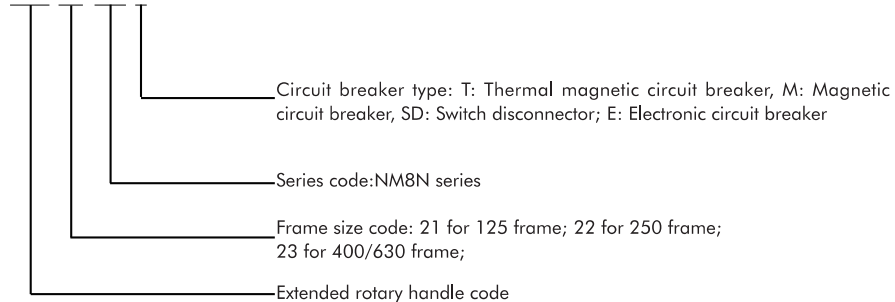 Circuit breaker type: T: Thermal magnetic circuit breaker, M: Magnetic
circuit breaker, SD: Switch disconnector; E: Electronic circuit breaker
Series code:NM8N series
Frame size code: 21 for 125 frame; 22 for 250 frame;
23 for 400/630 frame;
Extended rotary handle code